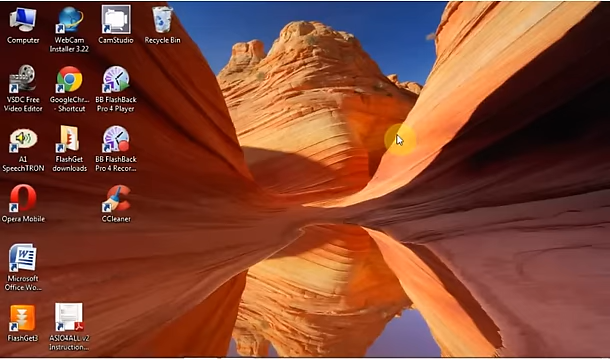 Computer
WebCam
Installer 3.22
CamStudio
Recycle Bin
VSDC Free
Video Editor
GoogleChr...
- Shortcut
BB FlashBack
Pro 4 Player
A1
SpeechTRON
FlashGet
downloads
BB FlashBack
Pro 4 Recor...
Opera Mobile
CCleaner
Microsoft
Office Wo...
FlashGet3
ASIO4ALL v2
Instruction...